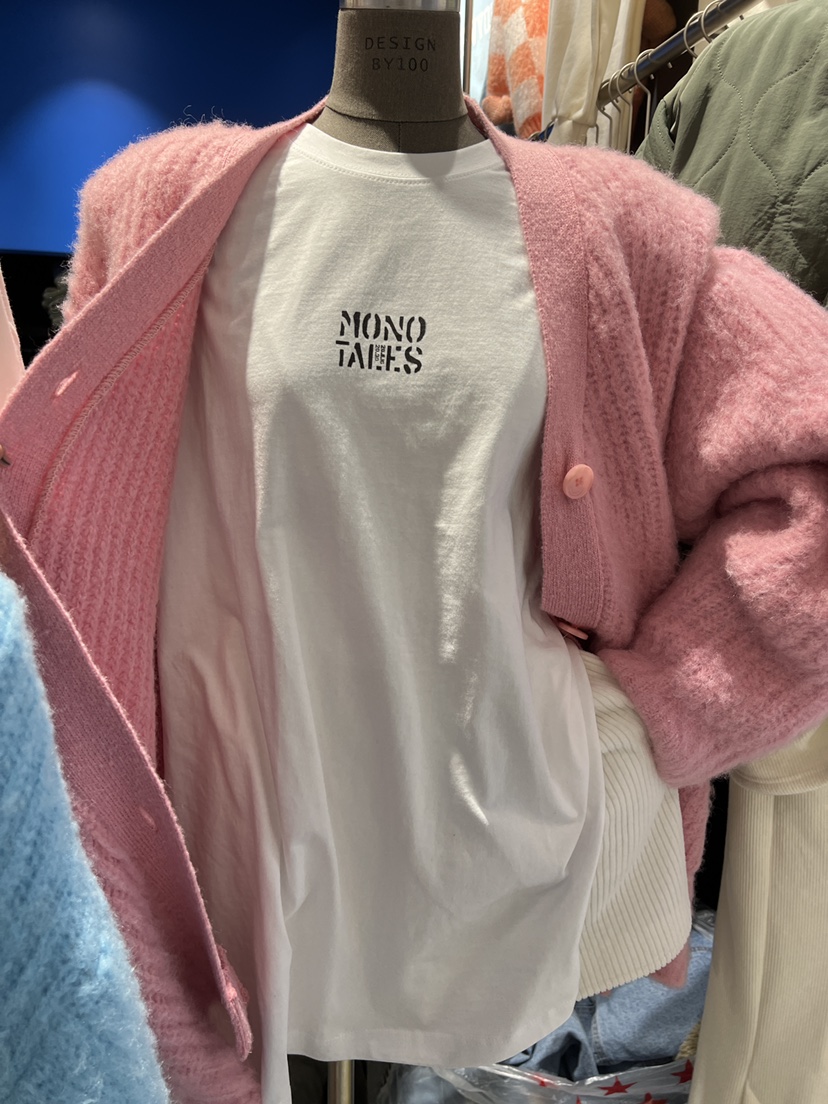 DESIGN
BY100
MONO
TALES